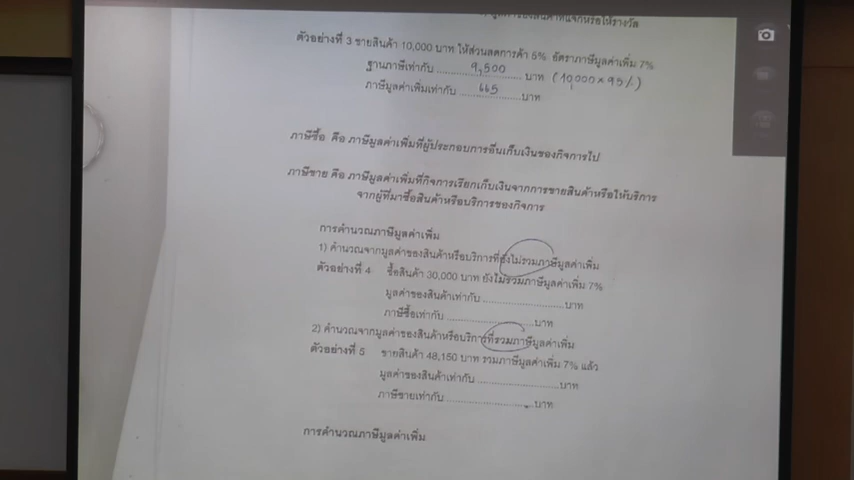 ตัวอย่างที่ 3 ขายสินค้า 10,000 บาท ให้ส่วนลดการค้า 5% อัตราภาษีมูลค่าเพิ่ม 7%
ฐานภาษีเท่ากับ ........9,500........ บาท (10,000 x 95%)
ภาษีมูลค่าเพิ่มเท่ากับ ......665......บาท
ภาษีซื้อ คือ ภาษีมูลค่าเพิ่มที่ผู้ประกอบการอื่นเก็บเงินของกิจการไป
ภาษีขาย คือ ภาษีมูลค่าเพิ่มที่กิจการเรียกเก็บเงินจากการขายสินค้าหรือให้บริการ
จากผู้ที่มาซื้อสินค้าหรือบริการของกิจการ
การคำนวณภาษีมูลค่าเพิ่ม
1) คำนวณจากมูลค่าของสินค้าหรือบริการที่ยังไม่รวมภาษีมูลค่าเพิ่ม
ตัวอย่างที่ 4 ซื้อสินค้า 30,000 บาท ยังไม่รวมภาษีมูลค่าเพิ่ม 7%
มูลค่าของสินค้าเท่ากับ ........................บาท
ภาษีซื้อเท่ากับ ..........................บาท
2) คำนวณจากมูลค่าของสินค้าหรือบริการที่รวมภาษีมูลค่าเพิ่ม
ตัวอย่างที่ 5 ขายสินค้า 48,150 บาท รวมภาษีมูลค่าเพิ่ม 7% แล้ว
มูลค่าของสินค้าเท่ากับ ........................บาท
ภาษีขายเท่ากับ ..........................บาท
การคำนวณภาษีมูลค่าเพิ่ม